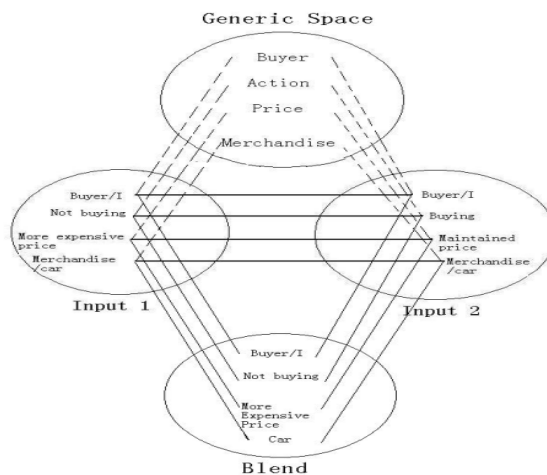 Generic Space
Buyer
Action
Price
Merchandise
Buyer/I
Not buying
More expensive
price
Merchandise
/car
Input 1
Buyer/I
Buying
Maintained
price
Merchandise
/car
Input 2
Buyer/I
Not buying
More
Expensive
Price
Car
Blend